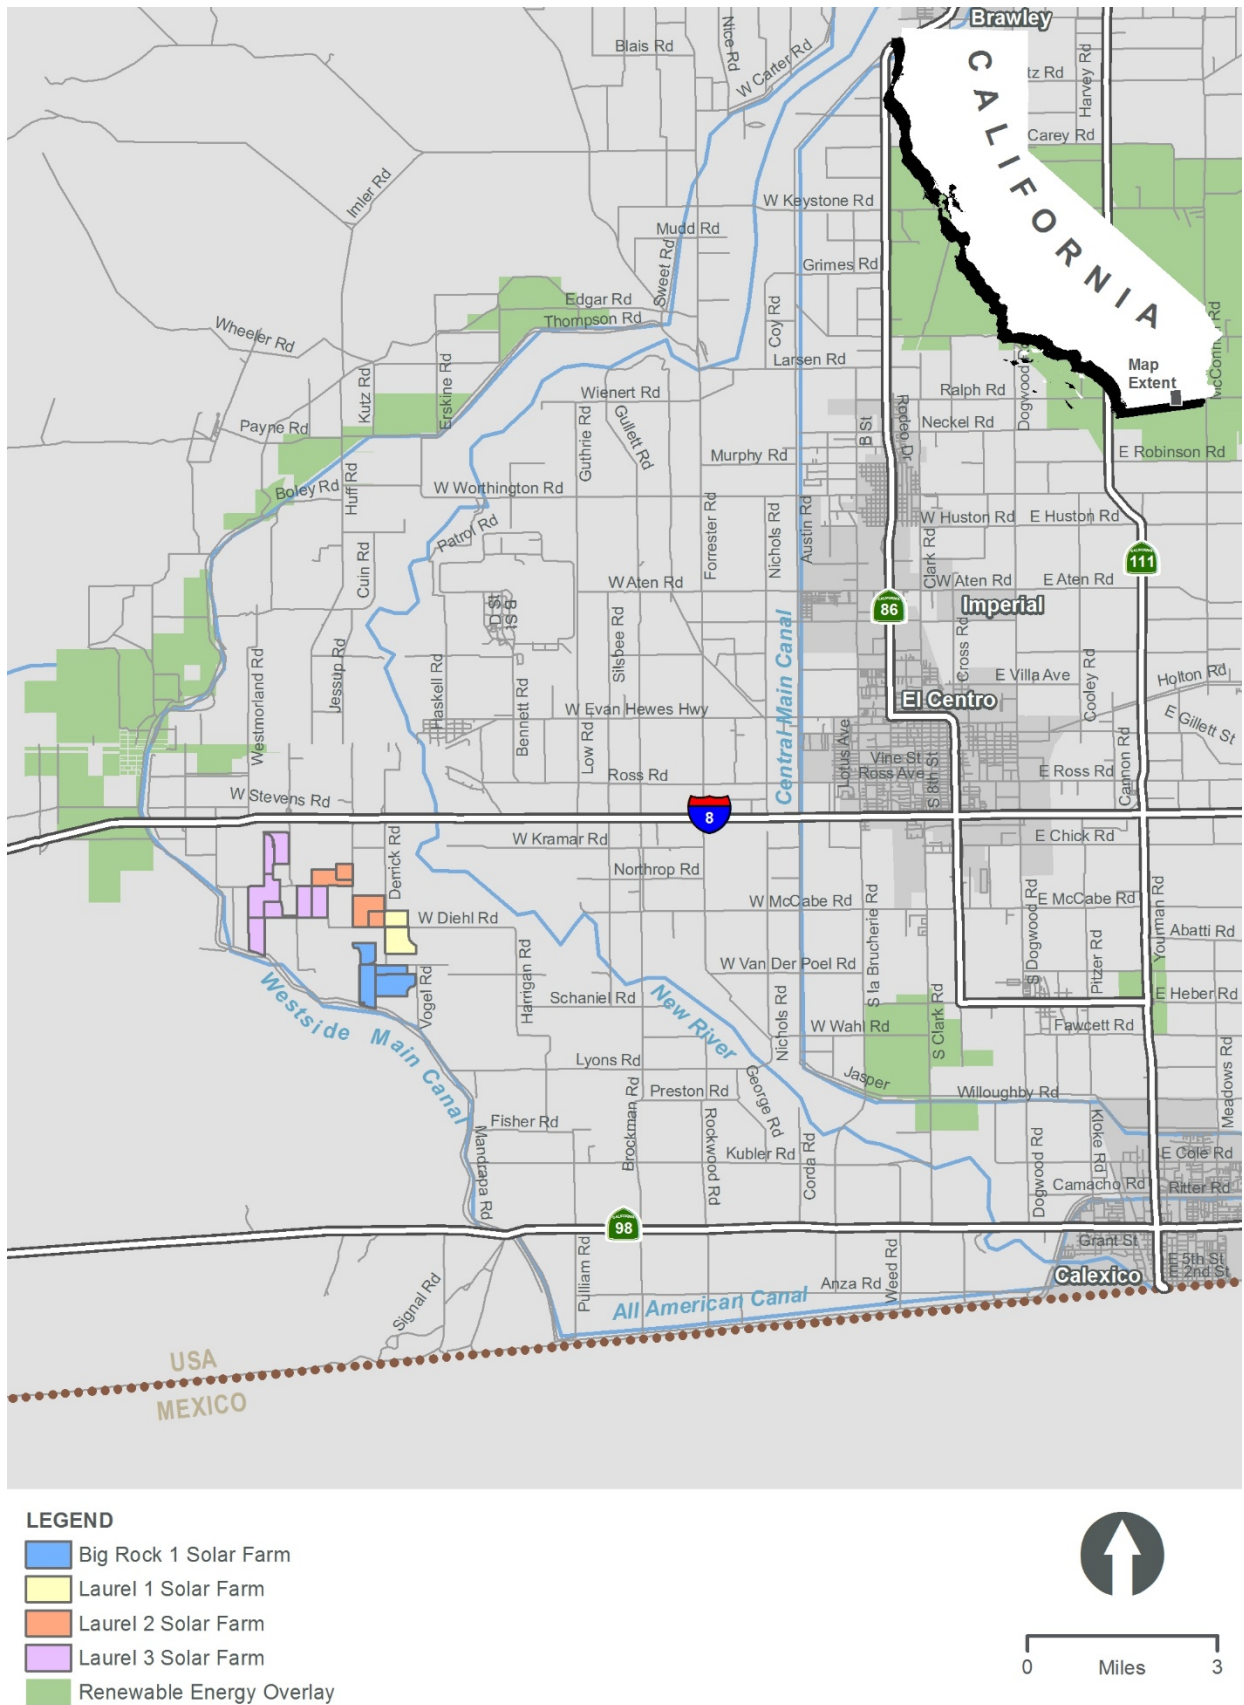 Brawley
Blais Rd
Nice Rd
W Carter Rd
tz Rd
Harvey Rd
Carey Rd
CALIFORNIA
Imler Rd
W Keystone Rd
Mudd Rd
Sweet Rd
Grimes Rd
Edgar Rd
Thompson Rd
Coy Rd
Wheeler Rd
Larsen Rd
Map
Extent
Kutz Rd
Erskine Rd
Wienert Rd
Ralph Rd
Payne Rd
Guthrie Rd
Gullett Rd
B St
Rodeo Dr
Neckel Rd
Murphy Rd
E Robinson Rd
Boley Rd
Huff Rd
W Worthington Rd
Forrester Rd
Nichols Rd
Austin Rd
W Huston Rd
E Huston Rd
Patrol Rd
Cuin Rd
Clark Rd
CALIFORNIA
111
W Aten Rd
W Aten Rd
E Aten Rd
D St
B St
CALIFORNIA
86
Imperial
Westmorland Rd
Jessup Rd
Haskell Rd
Silsbee Rd
Central Main Canal
Cross Rd
E Villa Ave
Cooley Rd
Holton Rd
Bennett Rd
W Evan Hewes Hwy
El Centro
E Gillett St
Low Rd
Lotus Ave
Vine St
Ross Ave
S 8th St
Ross Rd
E Ross Rd
Cannon Rd
W Stevens Rd
8
W Kramar Rd
E Chick Rd
Derrick Rd
Northrop Rd
W McCabe Rd
S la Brucherie Rd
S Dogwood Rd
E McCabe Rd
Yourman Rd
W Diehl Rd
Abatti Rd
Harrigan Rd
W Van Der Poel Rd
Pitzer Rd
Westside Main Canal
Vogel Rd
Schaniel Rd
New River
Nichols Rd
W Wahl Rd
S Clark Rd
E Heber Rd
Fawcett Rd
Lyons Rd
Jasper
Preston Rd
George Rd
Willoughby Rd
Meadows Rd
Fisher Rd
Brockman Rd
Rockwood Rd
Kubler Rd
Corda Rd
Dogwood Rd
Kloke Rd
E Cole Rd
Mandrapa Rd
Camacho Rd
Ritter Rd
CALIFORNIA
98
Grant St
E 5th St
E 2nd St
Calexico
Pulliam Rd
Anza Rd
Weed Rd
Signal Rd
All American Canal
USA
MEXICO
LEGEND
Big Rock 1 Solar Farm
Laurel 1 Solar Farm
Laurel 2 Solar Farm
Laurel 3 Solar Farm
Renewable Energy Overlay
0 Miles 3